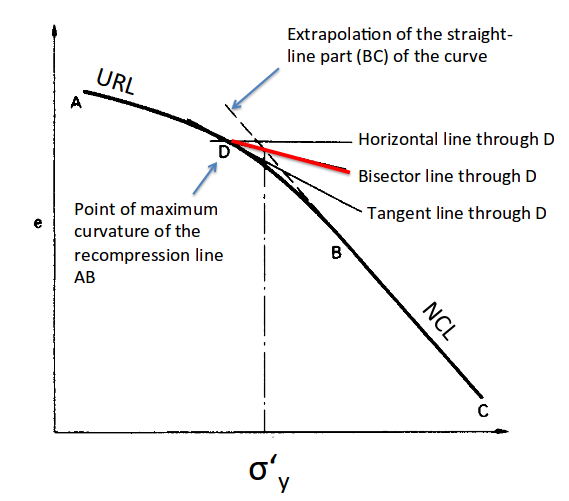 Extrapolation of the straight-
line part (BC) of the curve
URL
A
Horizontal line through D
D
Bisector line through D
Point of maximum
curvature of the
recompression line
AB
Tangent line through D
e
B
NCL
C
σ‘y